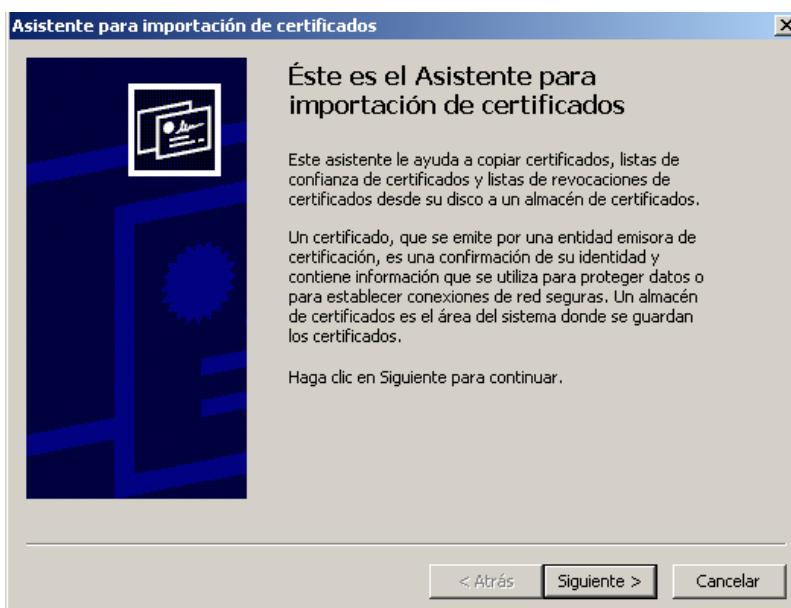 Asistente para importación de certificados
Éste es el Asistente para
importación de certificados
Este asistente le ayuda a copiar certificados, listas de
confianza de certificados y listas de revocaciones de
certificados desde su disco a un almacén de certificados.
Un certificado, que se emite por una entidad emisora de
certificación, es una confirmación de su identidad y
contiene información que se utiliza para proteger datos o
para establecer conexiones de red seguras. Un almacén
de certificados es el área del sistema donde se guardan
los certificados.
Haga clic en Siguiente para continuar.
< Atrás Siguiente > Cancelar